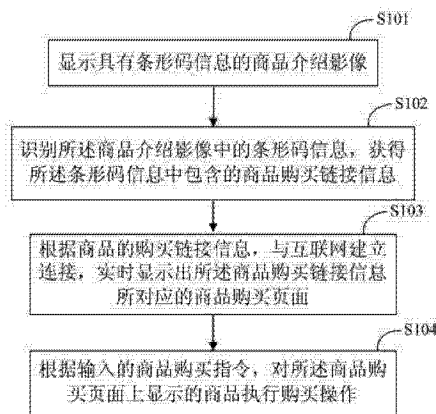 S101
显示具有条形码信息的商品介绍影像
S102
识别所述商品介绍影像中的条形码信息，获得
所述条形码信息中包含的商品购买链接信息
S103
根据商品的购买链接信息，与互联网建立
连接，实时显示出所述商品购买链接信息
所对应的商品购买页面
S104
根据输入的商品购买指令，对所述商品购
买页面上显示的商品执行购买操作